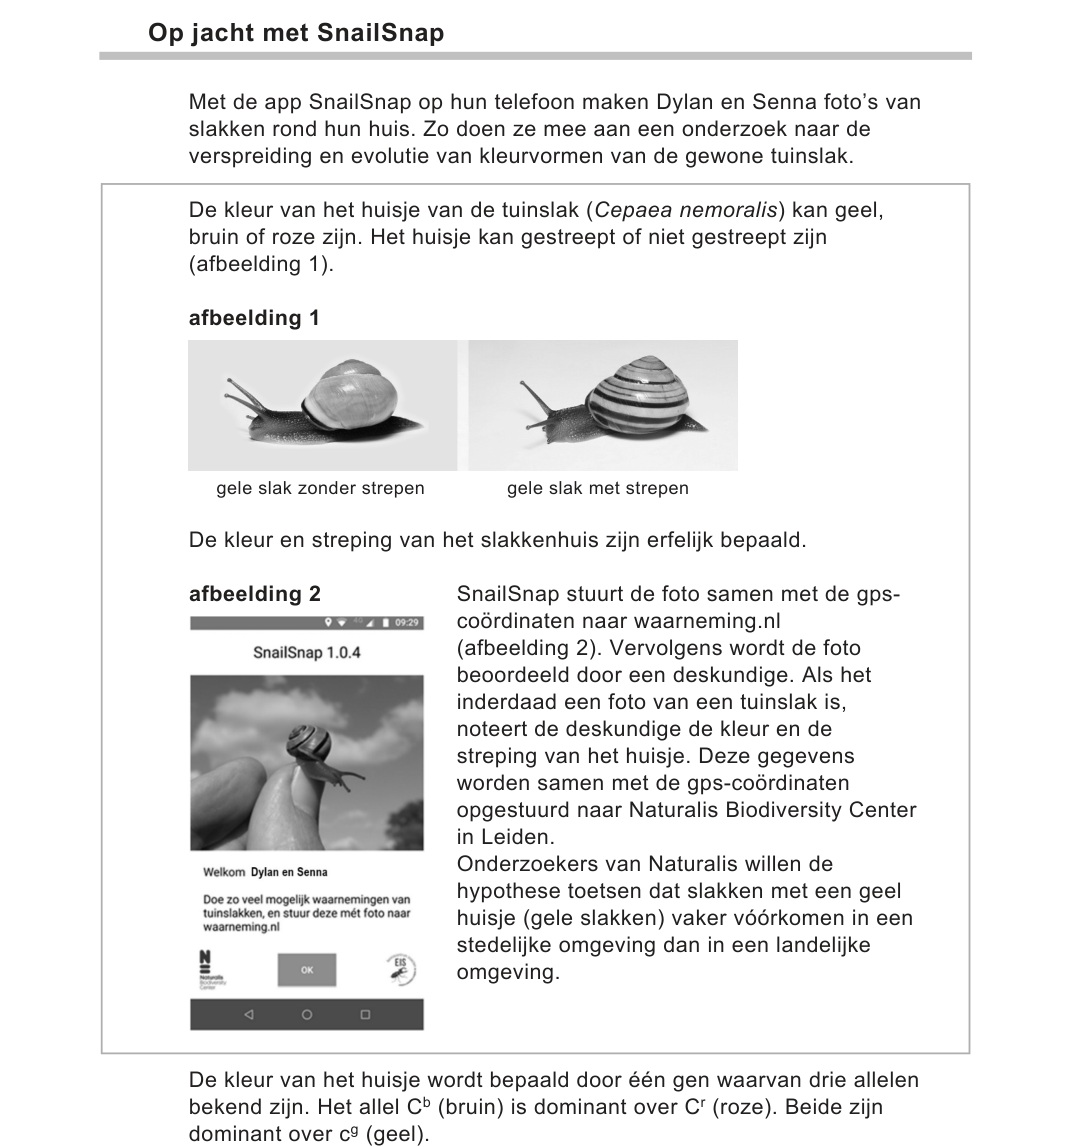 Op jacht met SnailSnap
Met de app SnailSnap op hun telefoon maken Dylan en Senna foto’s van
slakken rond hun huis. Zo doen ze mee aan een onderzoek naar de
verspreiding en evolutie van kleurvormen van de gewone tuinslak.
De kleur van het huisje van de tuinslak (Cepaea nemoralis) kan geel,
bruin of roze zijn. Het huisje kan gestreept of niet gestreept zijn
(afbeelding 1).
afbeelding 1
gele slak zonder strepen
gele slak met strepen
De kleur en streping van het slakkenhuis zijn erfelijk bepaald.
afbeelding 2
4G 09:29
SnailSnap 1.0.4
Welkom Dylan en Senna
Doe zo veel mogelijk waarnemingen van
tuinslakken, en stuur deze mét foto naar
waarneming.nl
N
Naturalis
Biodiversity
Center
OK
EIS
SnailSnap stuurt de foto samen met de gps-
coördinaten naar waarneming.nl
(afbeelding 2). Vervolgens wordt de foto
beoordeeld door een deskundige. Als het
inderdaad een foto van een tuinslak is,
noteert de deskundige de kleur en de
streping van het huisje. Deze gegevens
worden samen met de gps-coördinaten
opgestuurd naar Naturalis Biodiversity Center
in Leiden.
Onderzoekers van Naturalis willen de
hypothese toetsen dat slakken met een geel
huisje (gele slakken) vaker vóórkomen in een
stedelijke omgeving dan in een landelijke
omgeving.
De kleur van het huisje wordt bepaald door één gen waarvan drie allelen
bekend zijn. Het allel Cᵇ (bruin) is dominant over Cʳ (roze). Beide zijn
dominant over cᵍ (geel).